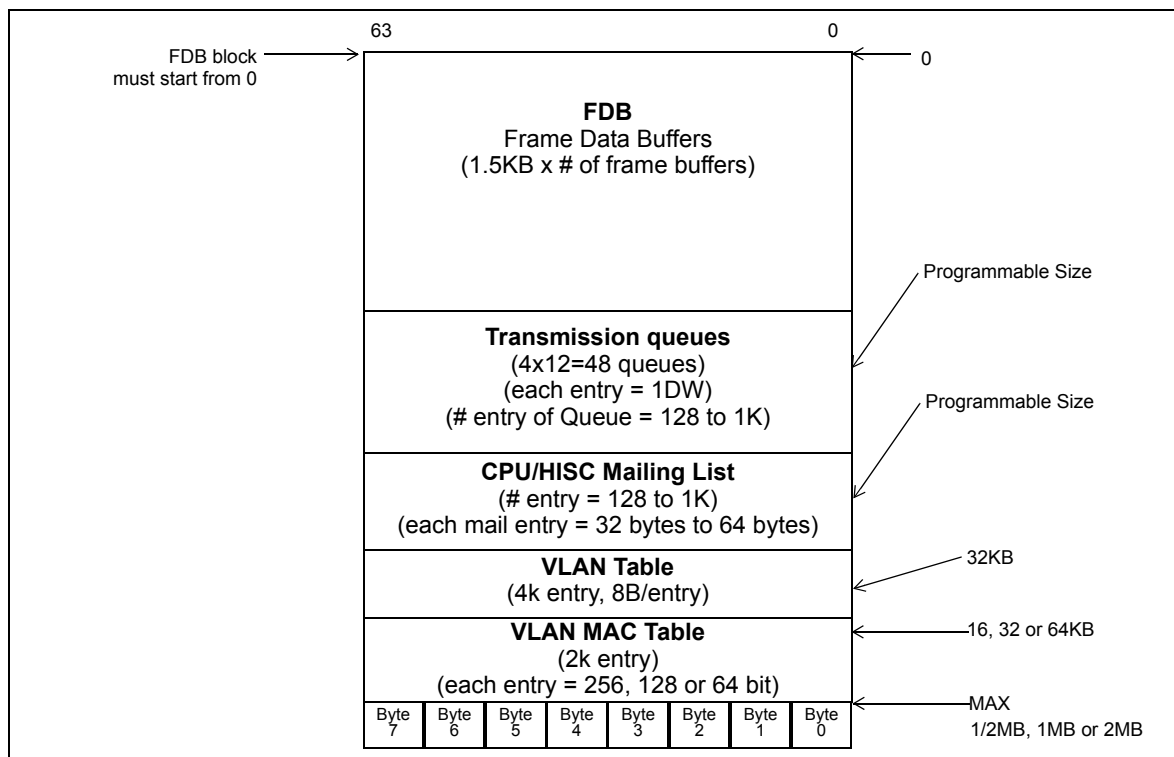 63
0
FDB block
must start from 0
0
FDB
Frame Data Buffers
(1.5KB x # of frame buffers)
Programmable Size
Transmission queues
(4x12=48 queues)
(each entry = 1DW)
(# entry of Queue = 128 to 1K)
Programmable Size
CPU/HISC Mailing List
(# entry = 128 to 1K)
(each mail entry = 32 bytes to 64 bytes)
VLAN Table
(4k entry, 8B/entry)
32KB
VLAN MAC Table
(2k entry)
(each entry = 256, 128 or 64 bit)
16, 32 or 64KB
Byte 7
Byte 6
Byte 5
Byte 4
Byte 3
Byte 2
Byte 1
Byte 0
MAX
1/2MB, 1MB or 2MB